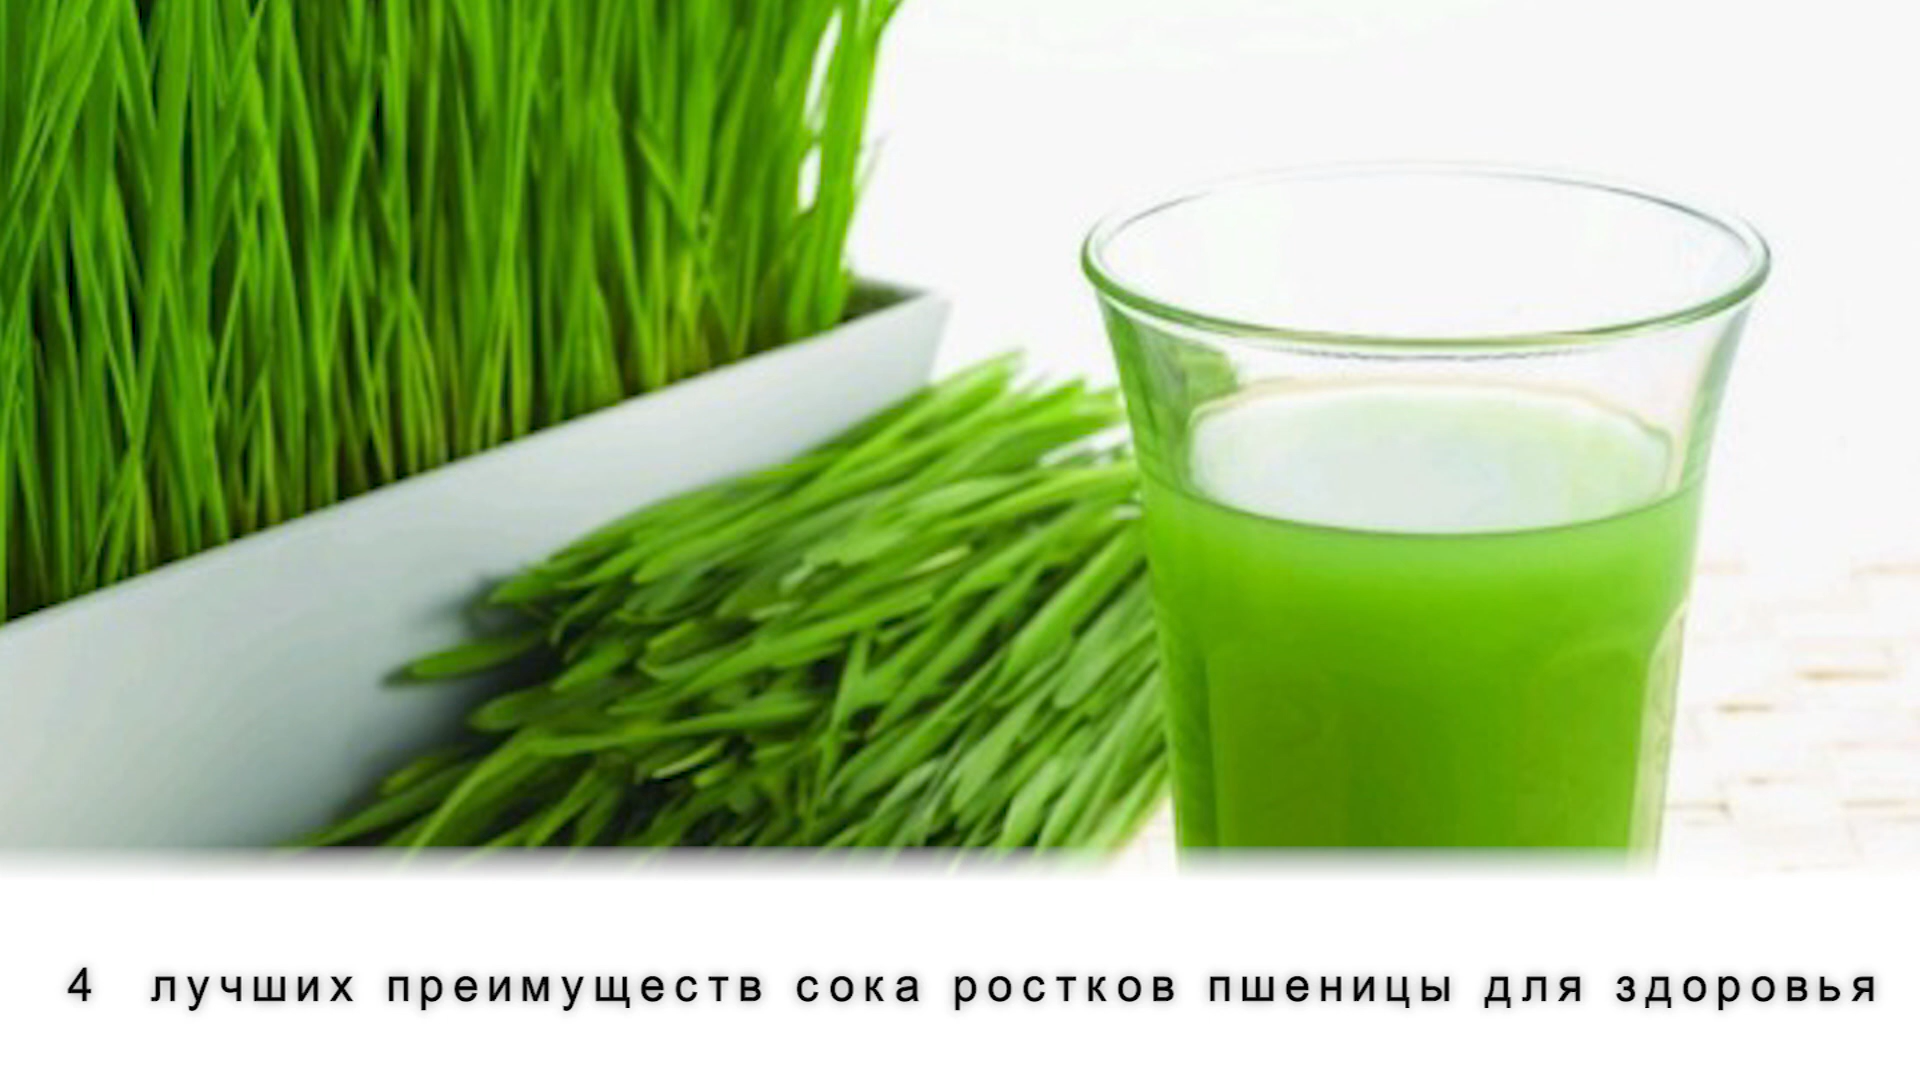 4 лучших преимуществ сока ростков пшеницы для здоровья